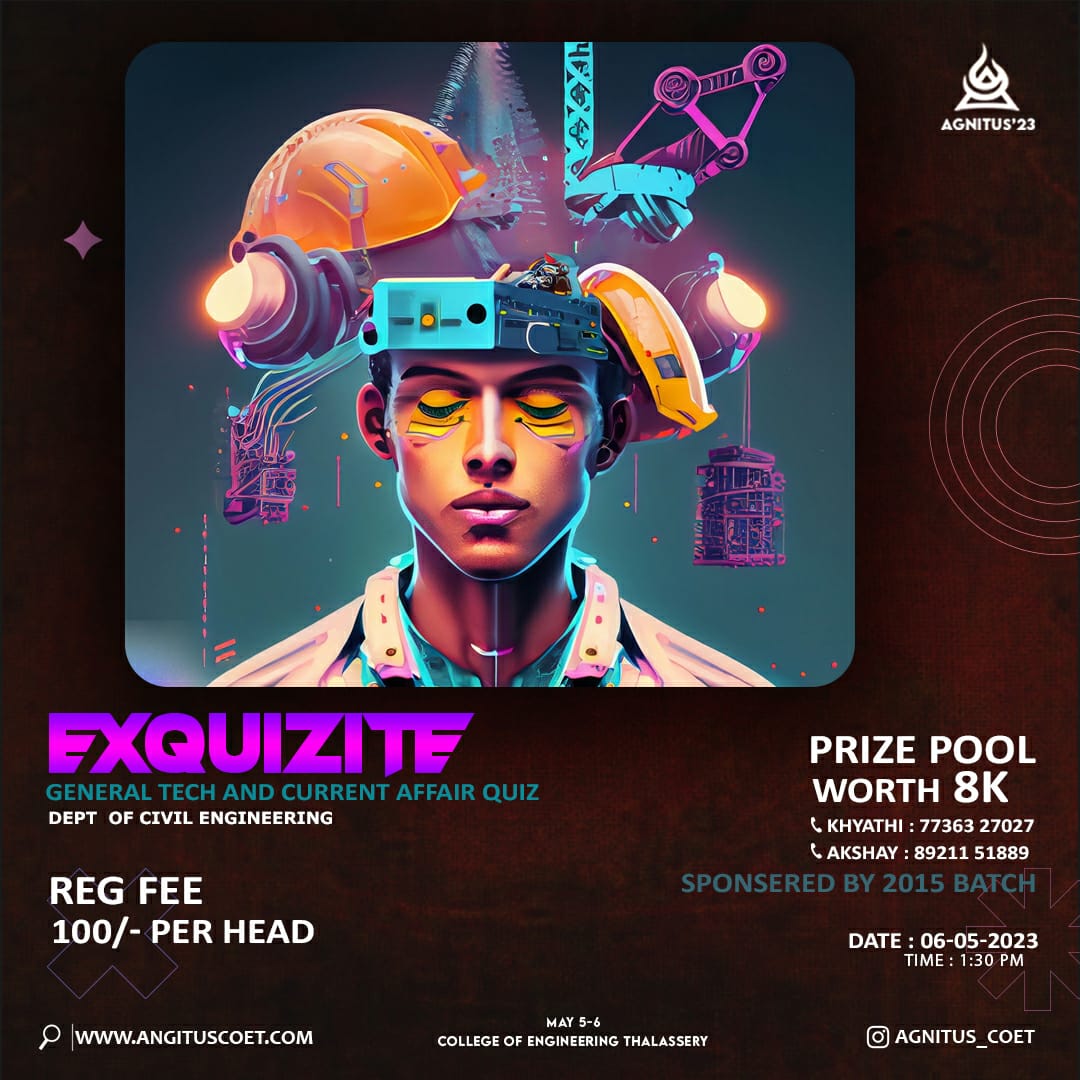 AGNITUS'23
EXQUIZITE
GENERAL TECH AND CURRENT AFFAIR QUIZ
DEPT OF CIVIL ENGINEERING
REG FEE
100/- PER HEAD
PRIZE POOL
WORTH 8K
KHYATHI : 77363 27027
AKSHAY : 89211 51889
SPONSERED BY 2015 BATCH
DATE : 06-05-2023
TIME : 1:30 PM
WWW.ANGITUSCOET.COM
MAY 5-6
COLLEGE OF ENGINEERING THALASSERY
AGNITUS_COET